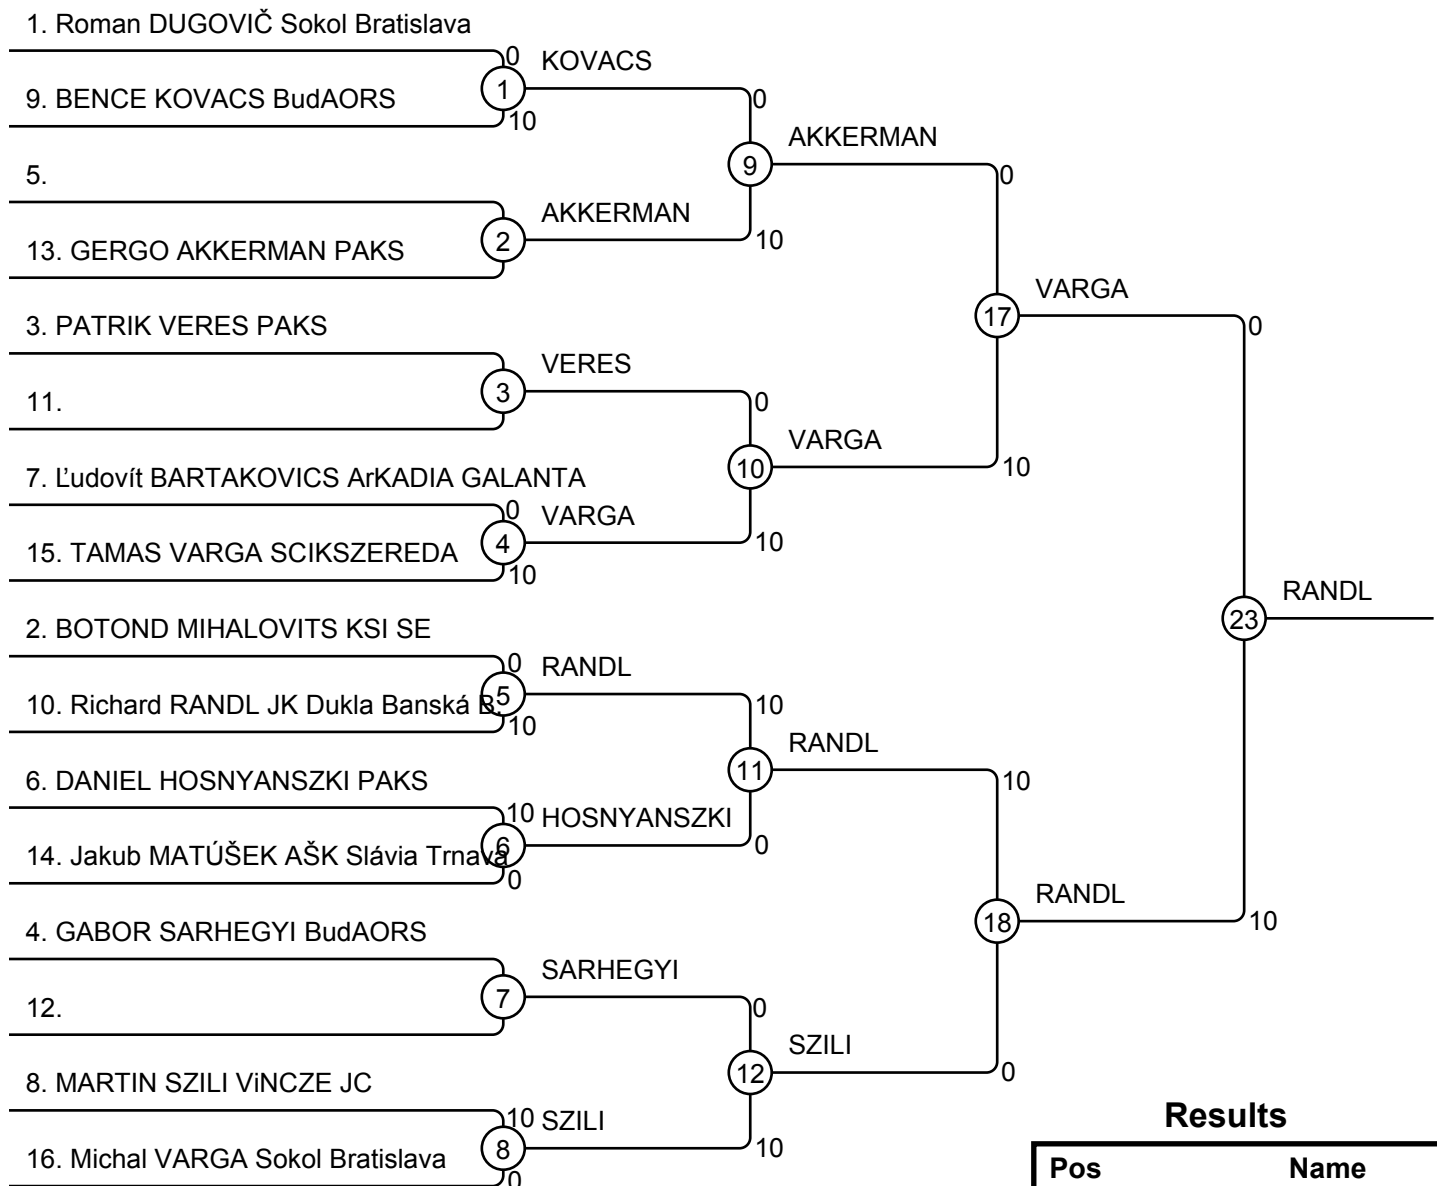 1. Roman DUGOVIČ Sokol Bratislava
0
KOVACS
1
9. BENCE KOVACS BudAORS
10
0
AKKERMAN
9
0
5.
AKKERMAN
2
10
13. GERGO AKKERMAN PAKS
VARGA
17
0
3. PATRIK VERES PAKS
VERES
3
0
11.
VARGA
10
10
7. Ľudovít BARTAKOVICS ArKADIA GALANTA
0
VARGA
4
10
15. TAMAS VARGA SCIKSZEREDA
10
RANDL
23
2. BOTOND MIHALOVITS KSI SE
0
RANDL
5
10
10. Richard RANDL JK Dukla Banská B.
10
RANDL
11
10
6. DANIEL HOSNYANSZKI PAKS
10
HOSNYANSZKI
6
0
14. Jakub MATÚŠEK AŠK Slávia Trnava
0
RANDL
18
10
4. GABOR SARHEGYI BudAORS
SARHEGYI
7
0
12.
SZILI
12
0
8. MARTIN SZILI ViNCZE JC
10
SZILI
8
10
16. Michal VARGA Sokol Bratislava
0
Results
Pos Name